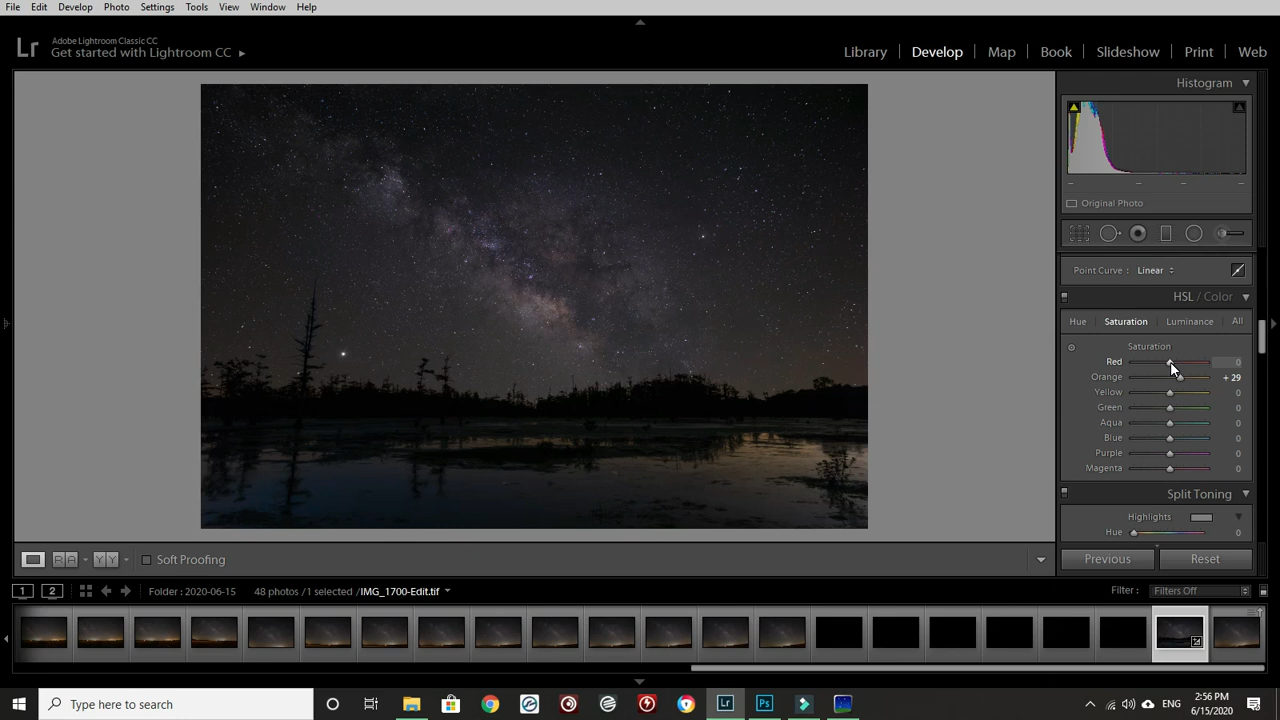 File Edit Develop Photo Settings Tools View Window Help
Lr Adobe Lightroom Classic CC
Get started with Lightroom CC
Library Develop Map Book Slideshow Print Web
Histogram
Original Photo
Point Curve : Linear
HSL / Color
Hue Saturation Luminance All
Saturation
Red 0
Orange + 29
Yellow 0
Green 0
Aqua 0
Blue 0
Purple 0
Magenta 0
Split Toning
Highlights
Hue 0
R A Y Y Soft Proofing
Previous Reset
1 2 Folder : 2020-06-15 48 photos /1 selected /IMG_1700-Edit.tif Filter : Filters Off
Type here to search
Lr Ps
ENG
2:56 PM
6/15/2020